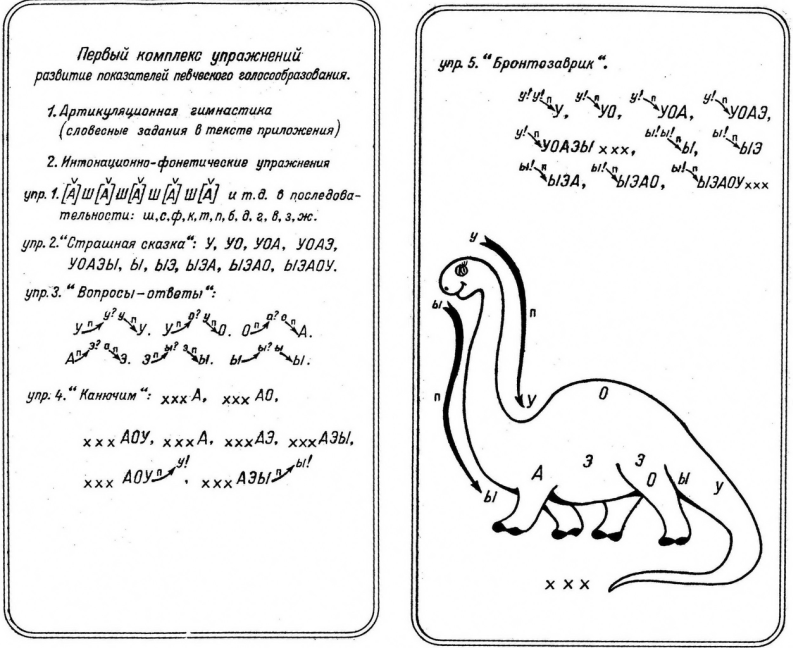 Первый комплекс упражнений
развитие показателей певческого голосообразования.
1. Артикуляционная гимнастика
(словесные задания в тексте приложения)
2. Интонационно-фонетические упражнения
упр. 1. [А] Ш [А] Ш [А] Ш [А] Ш [А] и т.д. в последова-
тельности: ш, с, ф, к, т, п, б, д, г, в, з, ж.
упр. 2. "Страшная сказка": У, УО, УОА, УОАЭ,
УОАЭЫ, Ы, ЫЭ, ЫЭА, ЫЭАО, ЫЭАОУ.
упр. 3. "Вопросы-ответы":
У п у? у п У. У п о? у п О. О п а? о п А.
А п э? а п Э. Э п ы? э п Ы. Ы ы? ы Ы.
упр. 4. "Канючим": ххх А, ххх АО,
ххх АОУ, ххх А, ххх АЭ, ххх АЭЫ,
ххх АОУ п у!, ххх АЭЫ п ы!
упр. 5. "Бронтозаврик".
у! у! п У, у! п УО, у! п УОА, у! п УОАЭ,
у! п УОАЭЫ ххх, ы! ы! п Ы, ы! п ЫЭ
ы! п ЫЭА, ы! п ЫЭАО, ы! п ЫЭАОУ ххх
У
Ы
п
п
У
О
А
Э
Э
О
Ы
У
Ы
х х х